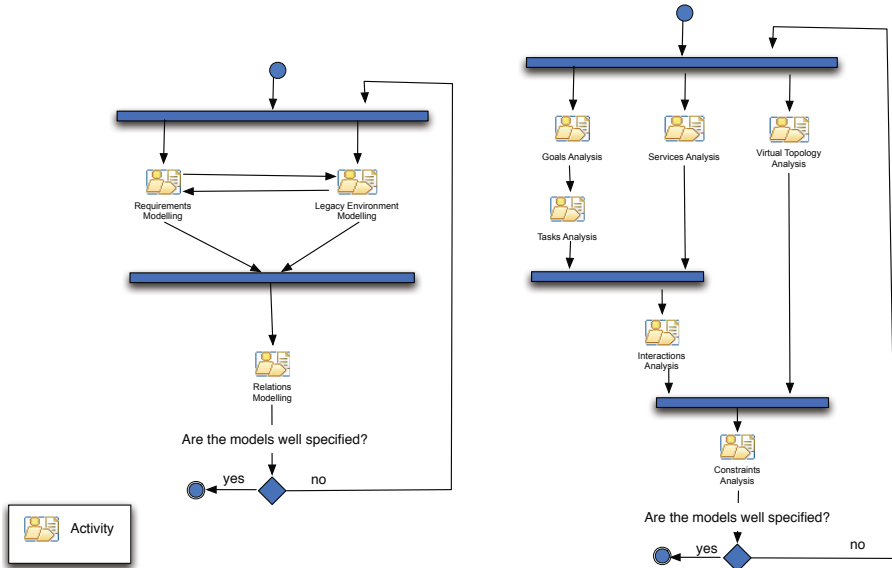 Requirements
Modelling
Legacy Environment
Modelling
Relations
Modelling
Are the models well specified?
yes
no
Activity
Goals Analysis
Services Analysis
Virtual Topology
Analysis
Tasks Analysis
Interactions
Analysis
Constraints
Analysis
Are the models well specified?
yes
no